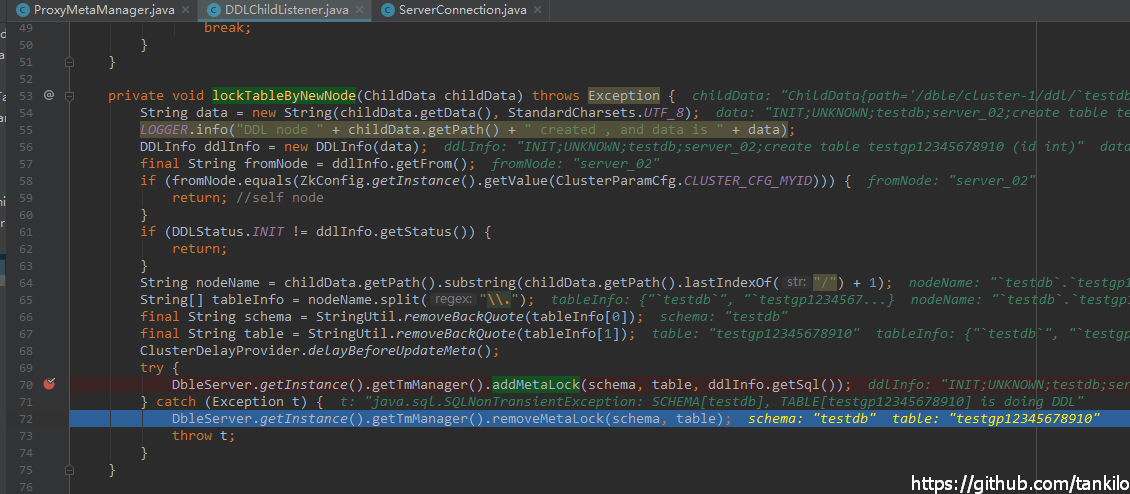 ProxyMetaManager.java × DDLChildListener.java × ServerConnection.java ×
49 break;
50 }
51 }
52
53 @ private void lockTableByNewNode(ChildData childData) throws Exception { childData: "ChildData{path='/dble/cluster-1/ddl/`testdb
54 String data = new String(childData.getData(), StandardCharsets.UTF_8); data: "INIT;UNKNOWN;testdb;server_02;create table te
55 LOGGER.info("DDL node " + childData.getPath() + " created , and data is " + data);
56 DDLInfo ddlInfo = new DDLInfo(data); ddlInfo: "INIT;UNKNOWN;testdb;server_02;create table testgp12345678910 (id int)" data
57 final String fromNode = ddlInfo.getFrom(); fromNode: "server_02"
58 if (fromNode.equals(ZkConfig.getInstance().getValue(ClusterParamCfg.CLUSTER_CFG_MYID))) { fromNode: "server_02"
59 return; //self node
60 }
61 if (DDLStatus.INIT != ddlInfo.getStatus()) {
62 return;
63 }
64 String nodeName = childData.getPath().substring(childData.getPath().lastIndexOf( str: "/") + 1); nodeName: "`testdb`.`testgp1
65 String[] tableInfo = nodeName.split( regex: "\\."); tableInfo: {"`testdb`", "`testgp1234567...} nodeName: "`testdb`.`testgp1
66 final String schema = StringUtil.removeBackQuote(tableInfo[0]); schema: "testdb"
67 final String table = StringUtil.removeBackQuote(tableInfo[1]); table: "testgp12345678910" tableInfo: {"`testdb`", "`te
68 ClusterDelayProvider.delayBeforeUpdateMeta();
69 try {
70 DbleServer.getInstance().getTmManager().addMetaLock(schema, table, ddlInfo.getSql()); ddlInfo: "INIT;UNKNOWN;testdb;ser
71 } catch (Exception t) { t: "java.sql.SQLNonTransientException: SCHEMA[testdb], TABLE[testgp12345678910] is doing DDL"
72 DbleServer.getInstance().getTmManager().removeMetaLock(schema, table); schema: "testdb" table: "testgp12345678910"
73 throw t;
74 }
75 }
76
https://github.com/tankilo